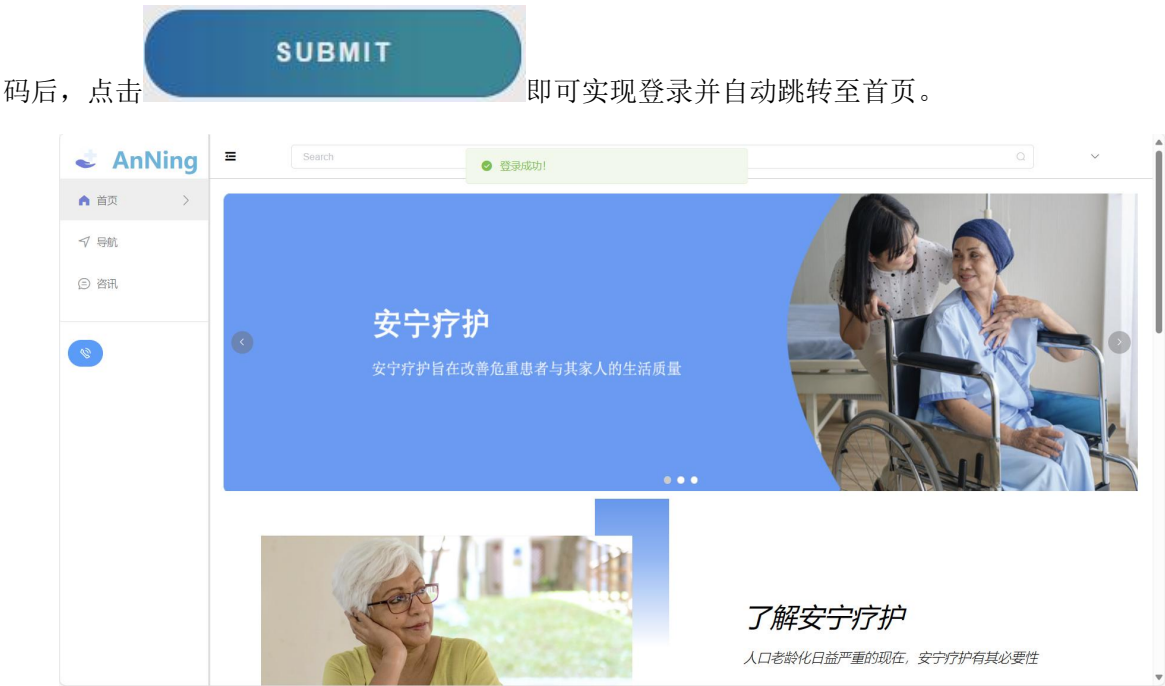 SUBMIT
码后，点击 即可实现登录并自动跳转至首页。
AnNing
Search
登录成功!
首页
导航
咨讯
安宁疗护
安宁疗护旨在改善危重患者与其家人的生活质量
了解安宁疗护
人口老龄化日益严重的现在，安宁疗护有其必要性